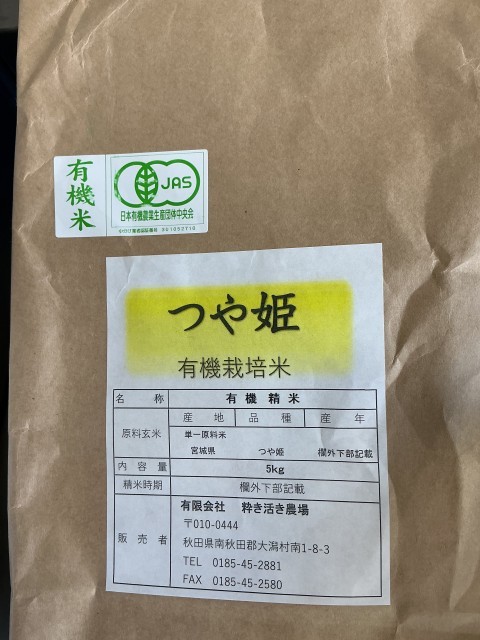 有機米
JAS
日本有機農業生産団体中央会
つや姫
有機栽培米
名 称 有機精米
原料玄米 産 地 品 種 産 年
単一原料米
宮城県 つや姫 欄外下部記載
内 容 量 5kg
精米時期 欄外下部記載
販 売 者 有限会社 粋き活き農場
〒010-0444
秋田県南秋田郡大潟村南1-8-3
TEL 0185-45-2881
FAX 0185-45-2580